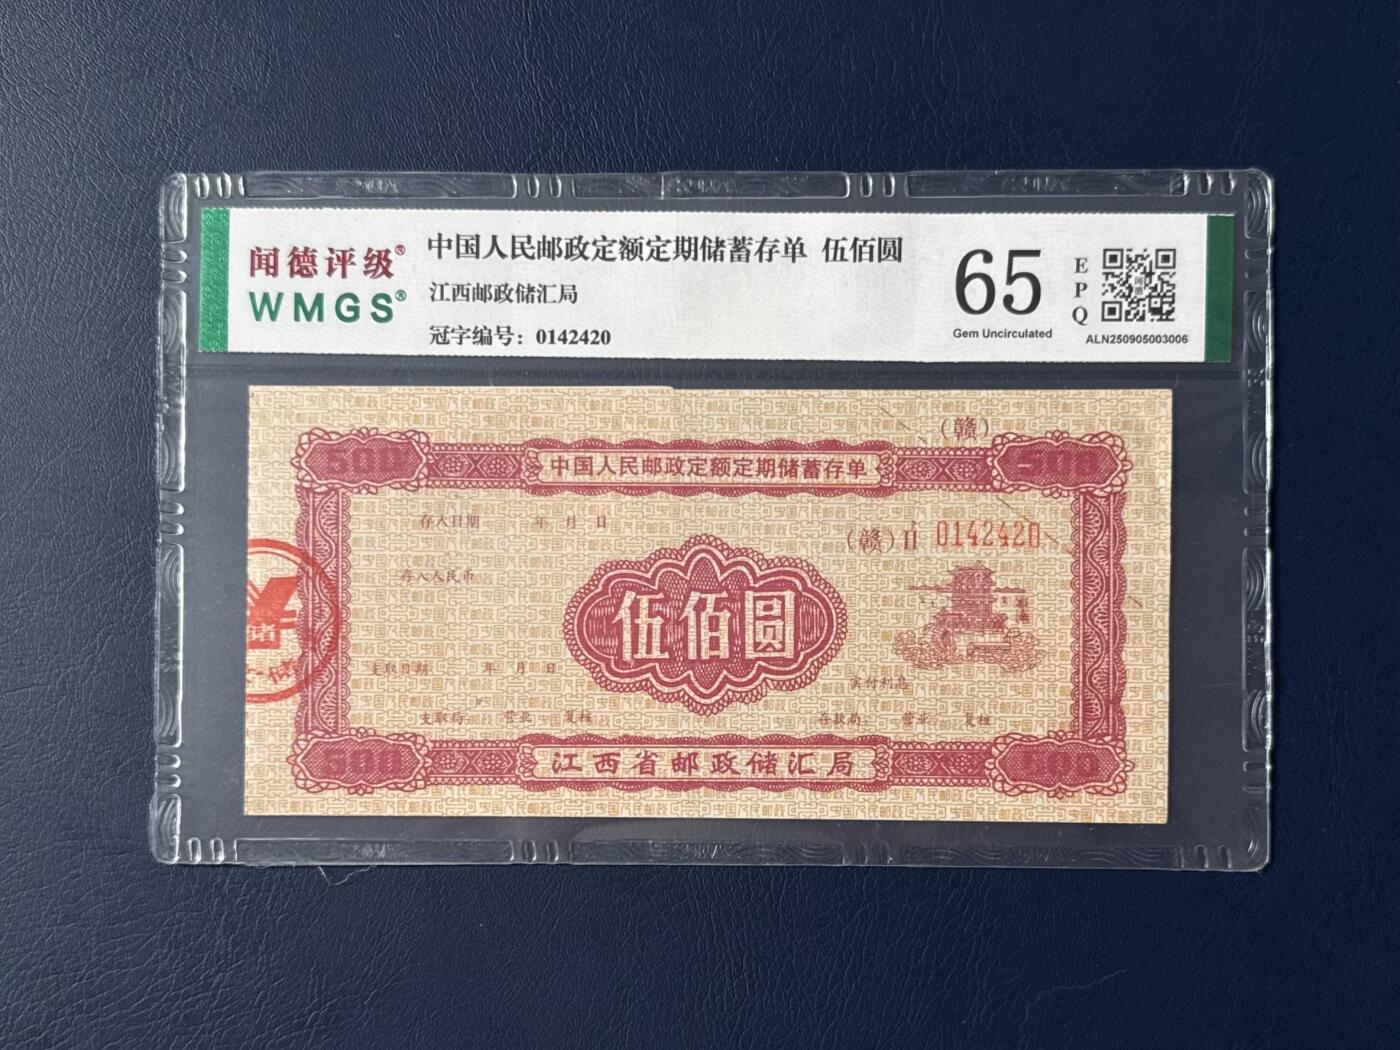 闻德评级®
WMGS®
中国人民邮政定额定期储蓄存单 伍佰圆
江西邮政储汇局
冠字编号：0142420
65
Gem Uncirculated
EPQ
ALN250905003006
(赣)
500
500
中国人民邮政定额定期储蓄存单
存入日期 年 月 日
(赣)
0142420
存入人民币
伍佰圆
储
支取日期 年 月 日
实付利息
支取局 营业 复核
存款局 营业 复核
500
500
江西省邮政储汇局